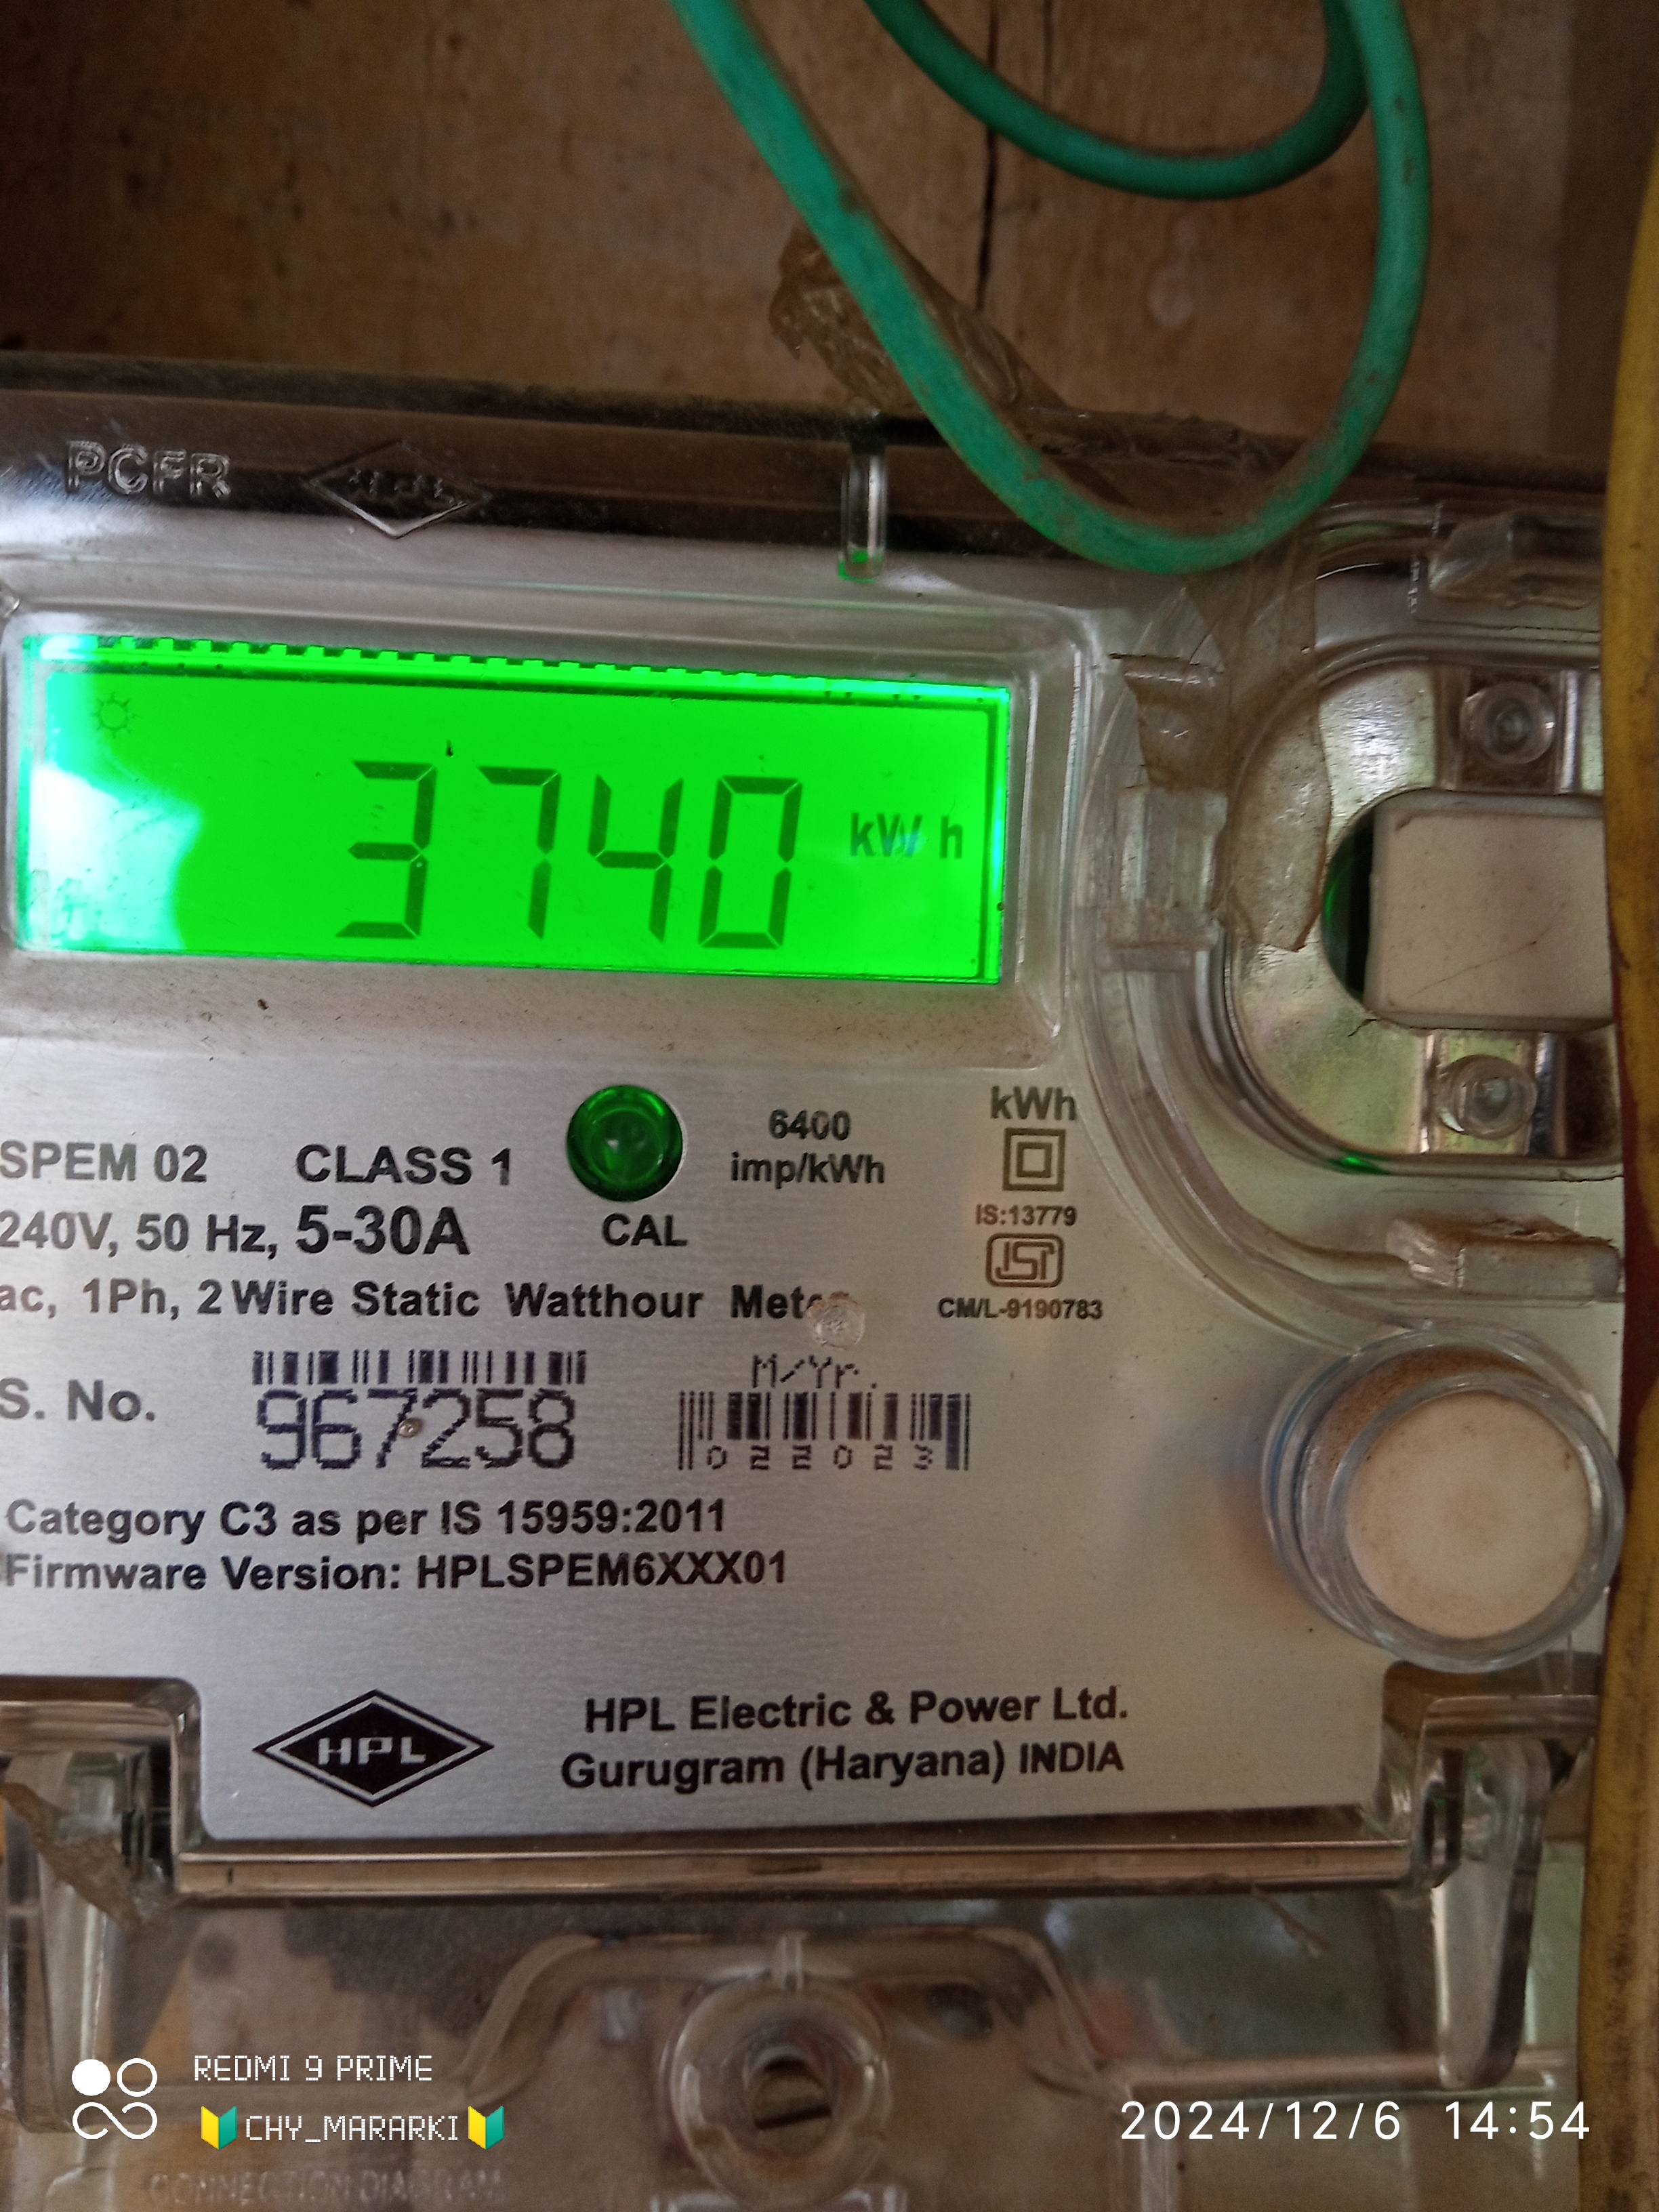 PCFR
3740 kWh
SPEM 02 CLASS 1
6400
imp/kWh
kWh
CAL
IS:13779
240V, 50 Hz, 5-30A
ac, 1Ph, 2 Wire Static Watthour
CM/L-9190783
M/Yr.
S. No. 967258
022023
Category C3 as per IS 15959:2011
Firmware Version: HPLSPEM6XXX01
HPL
HPL Electric & Power Ltd.
Gurugram (Haryana) INDIA
REDMI 9 PRIME
🔰CHY_MARARKI🔰
2024/12/6 14:54
CONNECTION DIAGRAM